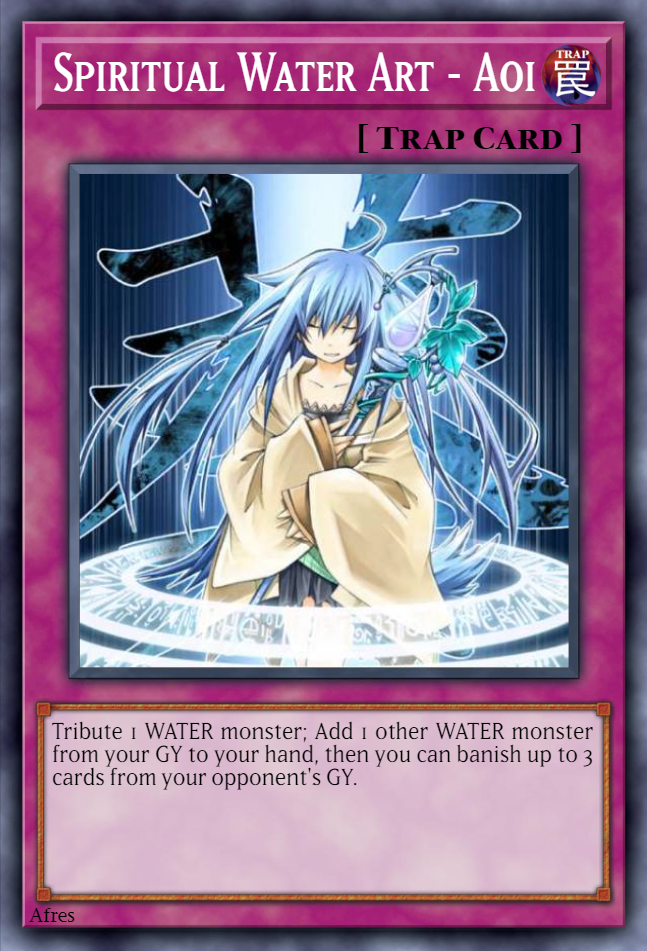 Spiritual Water Art - Aoi
TRAP
罠
[ Trap Card ]
Tribute 1 WATER monster; Add 1 other WATER monster
from your GY to your hand, then you can banish up to 3
cards from your opponent's GY.
Afres